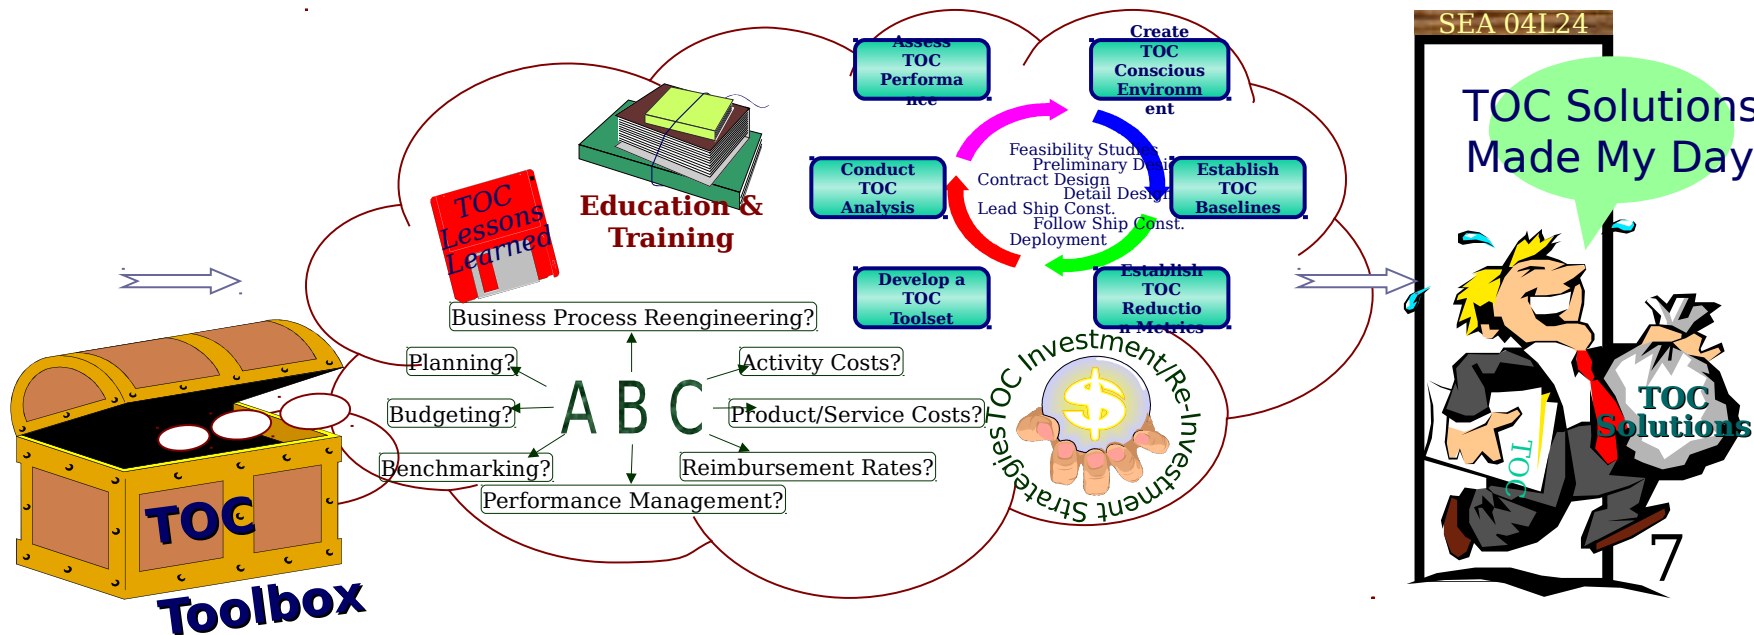 SEA 04L24
TOC Solutions
Made My Day
Assess
TOC
Performa
nce
Create
TOC
Conscious
Environm
ent
Conduct
TOC
Analysis
Establish
TOC
Baselines
Develop a
TOC
Toolset
Establish
TOC
Reductio
n Metrics
Feasibility Studies
Preliminary Desi
Contract Design
Detail Design
Lead Ship Const.
Follow Ship Const.
Deployment
TOC
Lessons
Learned
Education &
Training
Business Process Reengineering?
Planning?
Activity Costs?
Budgeting?
A B C
Product/Service Costs?
Benchmarking?
Reimbursement Rates?
Performance Management?
TOC Investment/Re-Investment Strategies
TOC
Toolbox
TOC
Solutions
TOC
7